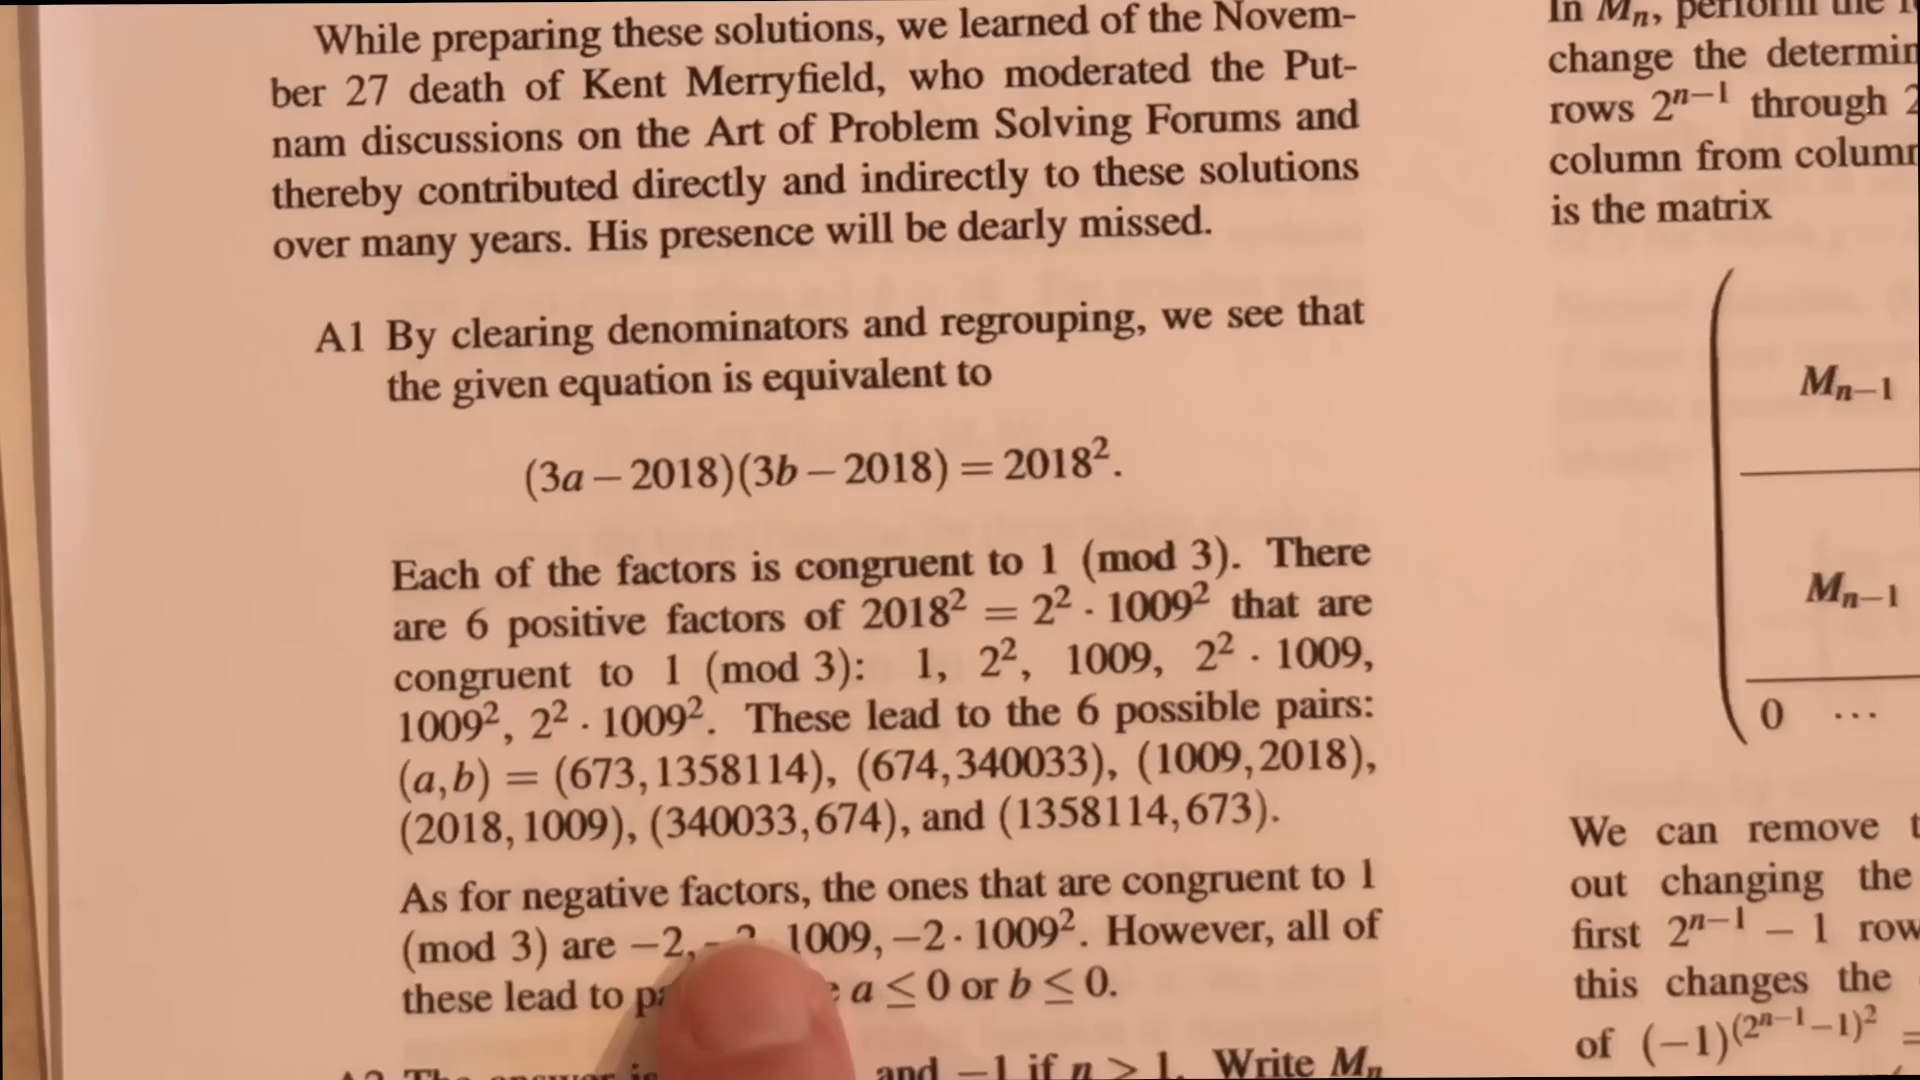 While preparing these solutions, we learned of the Novem-
ber 27 death of Kent Merryfield, who moderated the Put-
nam discussions on the Art of Problem Solving Forums and
thereby contributed directly and indirectly to these solutions
over many years. His presence will be dearly missed.
A1 By clearing denominators and regrouping, we see that
the given equation is equivalent to
(3a − 2018)(3b − 2018) = 2018².
Each of the factors is congruent to 1 (mod 3). There
are 6 positive factors of 2018² = 2² · 1009² that are
congruent to 1 (mod 3): 1, 2², 1009, 2² · 1009,
1009², 2² · 1009². These lead to the 6 possible pairs:
(a,b) = (673,1358114), (674,340033), (1009,2018),
(2018,1009), (340033,674), and (1358114,673).
As for negative factors, the ones that are congruent to 1
(mod 3) are −2, 1009, −2 · 1009². However, all of
these lead to a ≤ 0 or b ≤ 0.
and −1 if n > 1. Write Mₙ
In Mₙ, perform the
change the
rows 2ⁿ⁻¹ through
column from
is the matrix
Mₙ₋₁
Mₙ₋₁
0 ...
We can remove
out changing the
first 2ⁿ⁻¹ − 1
this changes the
of (−1)^(2ⁿ⁻¹−1)² =